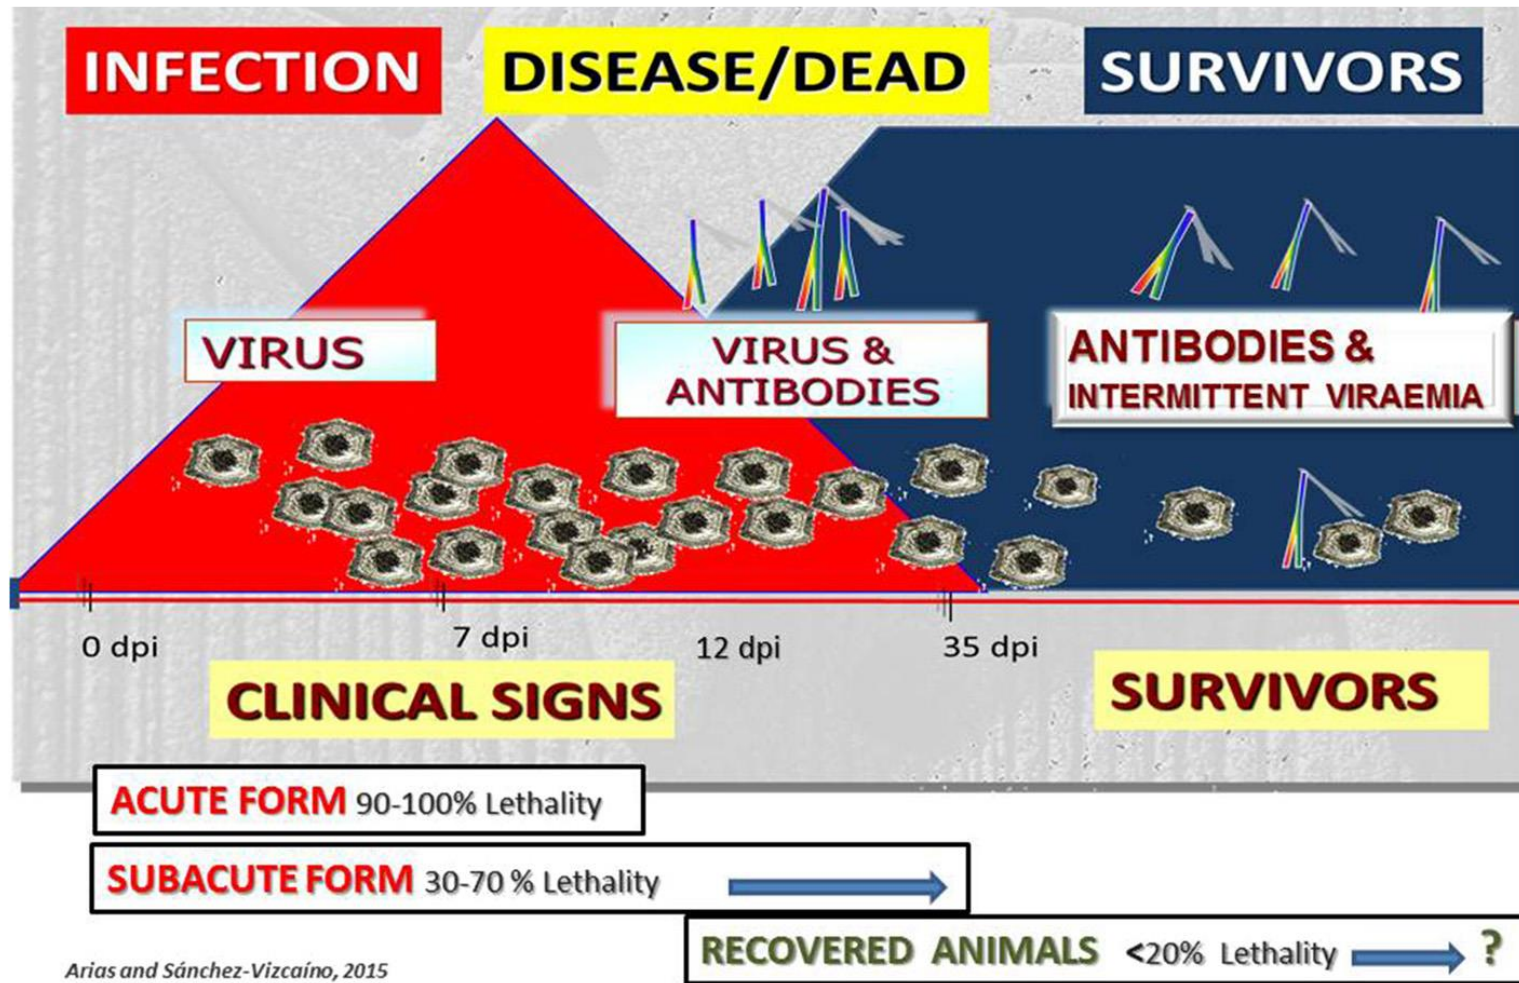 INFECTION
DISEASE/DEAD
SURVIVORS
VIRUS
VIRUS &
ANTIBODIES
ANTIBODIES &
INTERMITTENT VIRAEMIA
0 dpi
7 dpi
12 dpi
35 dpi
CLINICAL SIGNS
SURVIVORS
ACUTE FORM 90-100% Lethality
SUBACUTE FORM 30-70 % Lethality
RECOVERED ANIMALS <20% Lethality ?
Arias and Sánchez-Vizcaíno, 2015